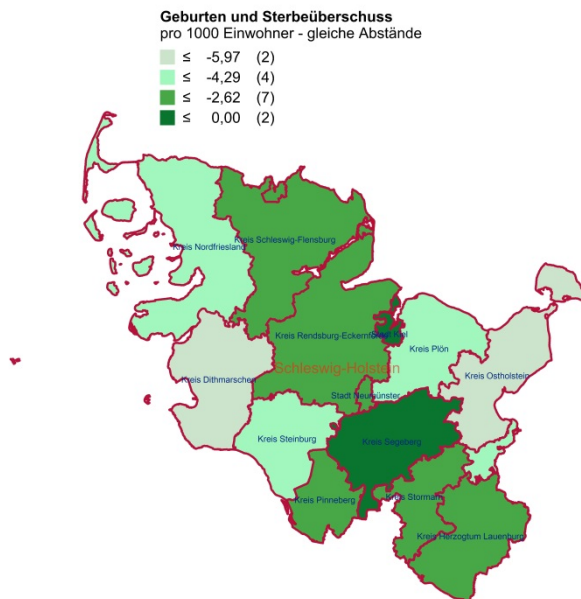 Geburten und Sterbeüberschuss
pro 1000 Einwohner - gleiche Abstände
≤ -5,97 (2)
≤ -4,29 (4)
≤ -2,62 (7)
≤ 0,00 (2)
Kreis Nordfriesland
Kreis Schleswig-Flensburg
Kreis Rendsburg-Eckernförde
Stadt Kiel
Kreis Plön
Schleswig-Holstein
Kreis Dithmarschen
Kreis Ostholstein
Stadt Neumünster
Kreis Steinburg
Kreis Segeberg
Kreis Pinneberg
Kreis Stormarn
Kreis Herzogtum Lauenburg